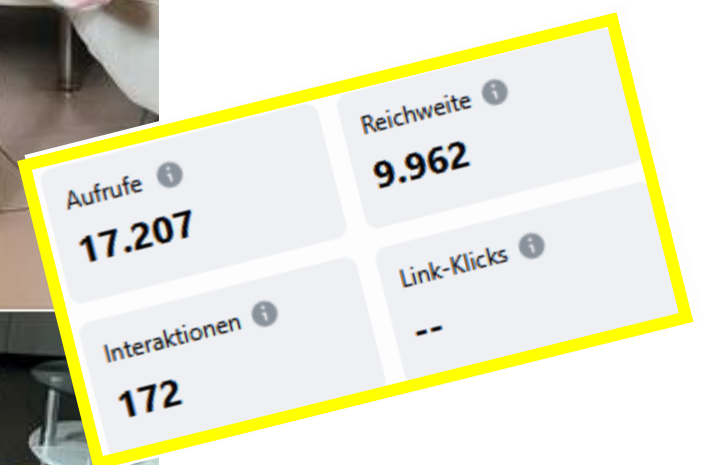 Aufrufe
17.207
Reichweite
9.962
Interaktionen
172
Link-Klicks
--